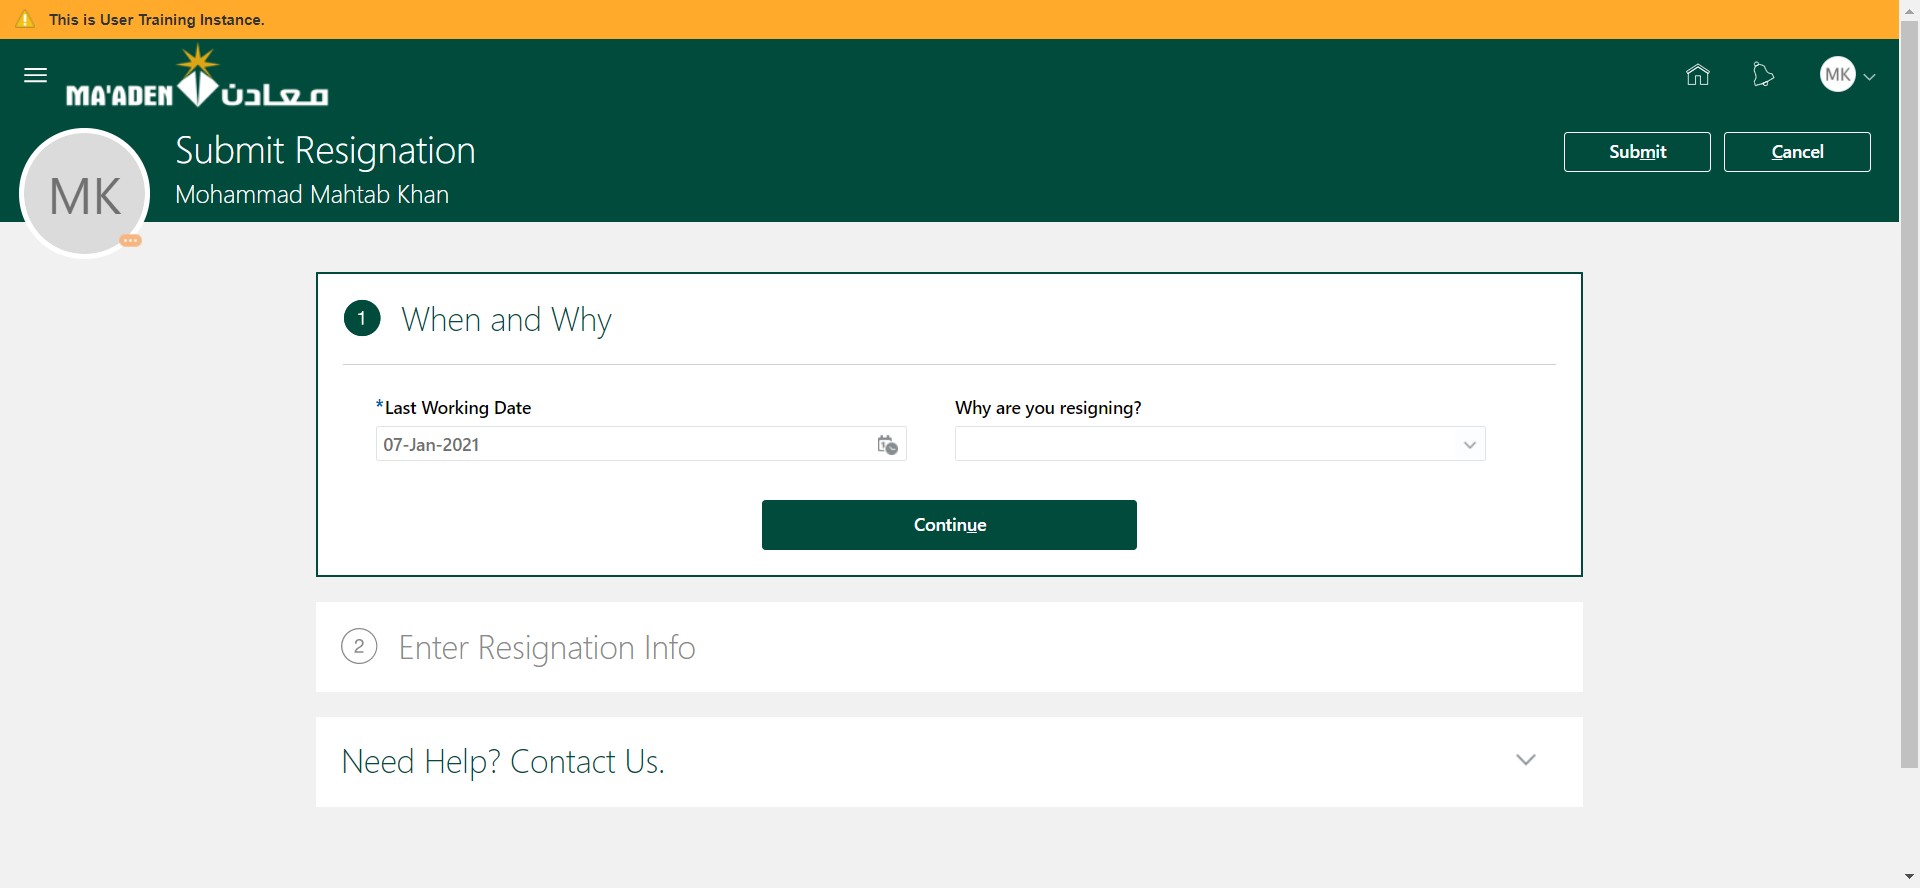 This is User Training Instance.
MA'ADEN معادن
MK
Submit Resignation
Mohammad Mahtab Khan
MK
Submit
Cancel
1 When and Why
*Last Working Date
07-Jan-2021
Why are you resigning?
Continue
2 Enter Resignation Info
Need Help? Contact Us.